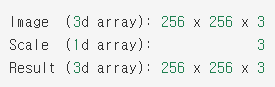 Image  (3d array): 256 x 256 x 3
Scale  (1d array):             3
Result (3d array): 256 x 256 x 3